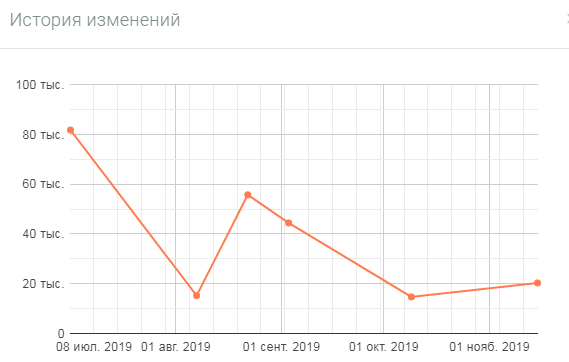 История изменений
100 тыс.
80 тыс.
60 тыс.
40 тыс.
20 тыс.
0
08 июл. 2019 01 авг. 2019 01 сент. 2019 01 окт. 2019 01 нояб. 2019